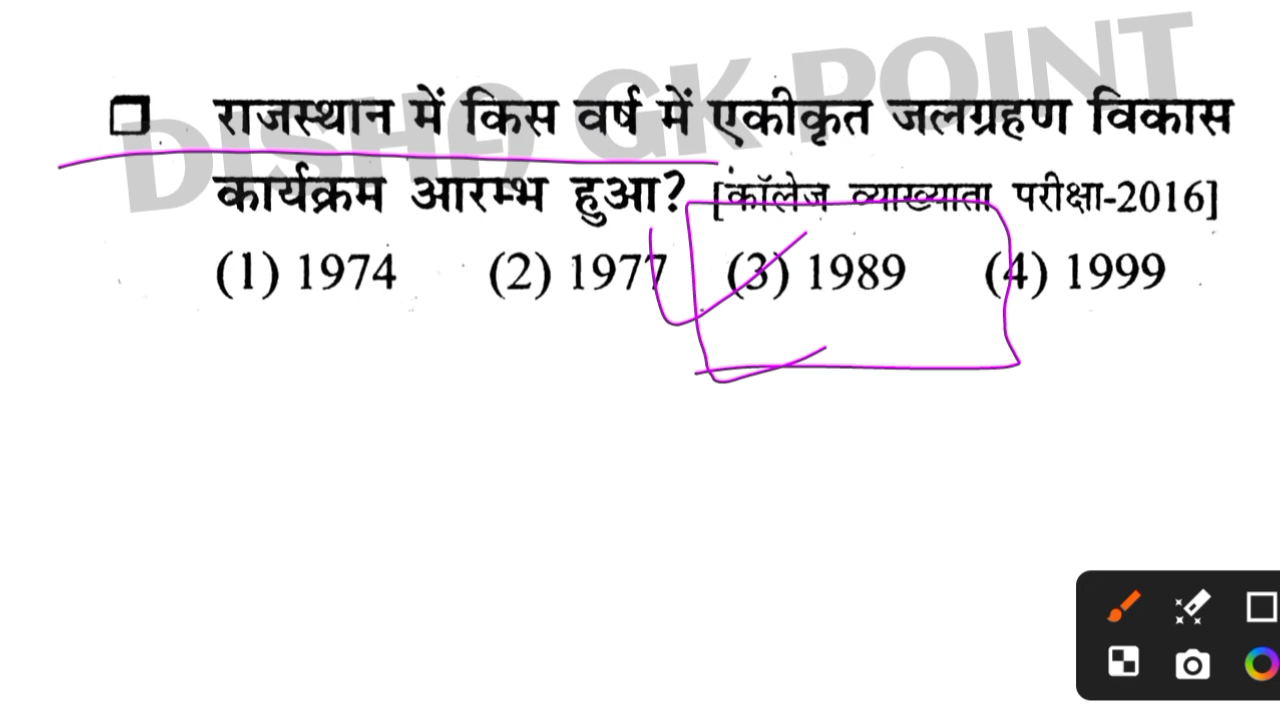 DISHA GK POINT
☐ राजस्थान में किस वर्ष में एकीकृत जलग्रहण विकास
कार्यक्रम आरम्भ हुआ? [कॉलेज व्याख्याता परीक्षा-2016]
(1) 1974 (2) 1977 (3) 1989 (4) 1999